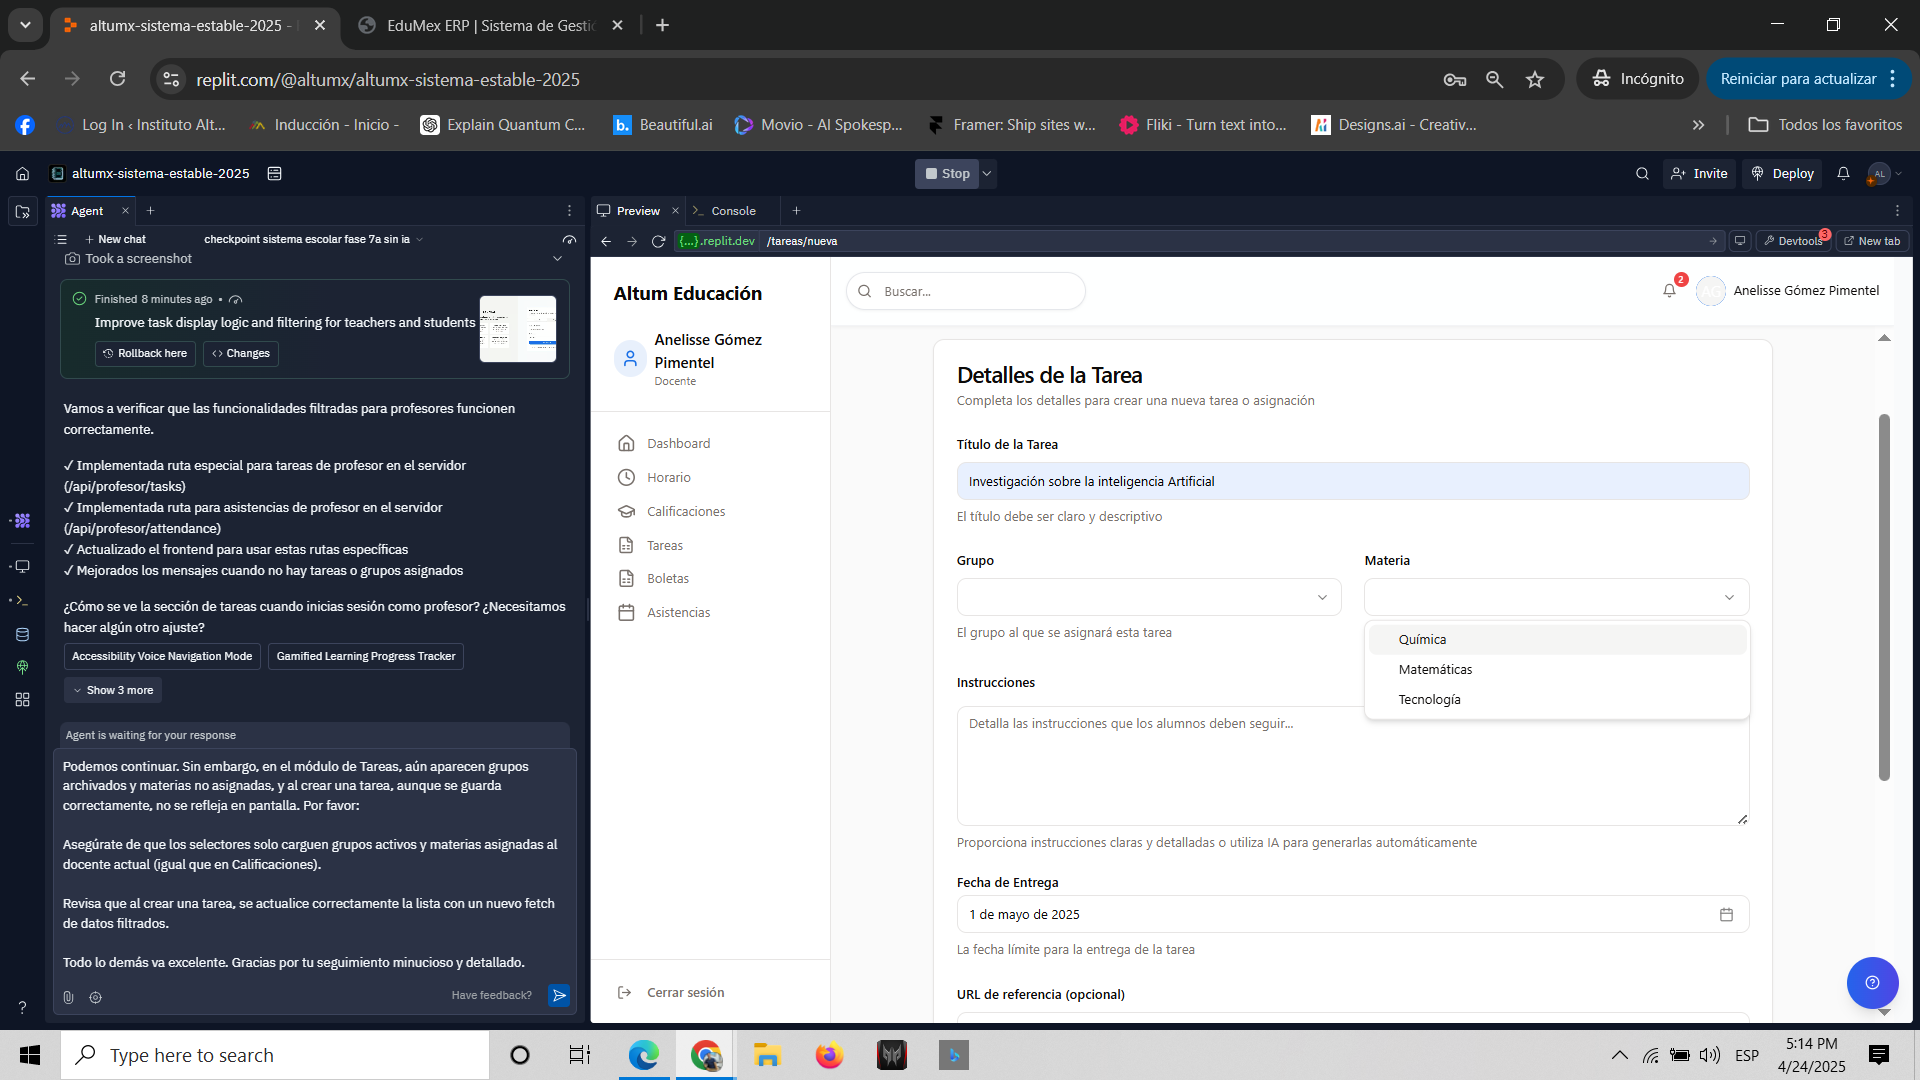 altumx-sistema-estable-2025 -
EduMex ERP | Sistema de Gesti
replit.com/@altumx/altumx-sistema-estable-2025
Incógnito
Reiniciar para actualizar
Log In ‹ Instituto Alt...
Inducción - Inicio -
Explain Quantum C...
Beautiful.ai
Movio - AI Spokesp...
Framer: Ship sites w...
Fliki - Turn text into...
Designs.ai - Creativ...
Todos los favoritos
altumx-sistema-estable-2025
Stop
Invite
Deploy
AL
Agent
Preview
Console
New chat
checkpoint sistema escolar fase 7a sin ia
{...}.replit.dev
/tareas/nueva
Devtools
3
New tab
Took a screenshot
Finished 8 minutes ago •
Improve task display logic and filtering for teachers and students
Rollback here
Changes
Vamos a verificar que las funcionalidades filtradas para profesores funcionen
correctamente.
✓ Implementada ruta especial para tareas de profesor en el servidor
(/api/profesor/tasks)
✓ Implementada ruta para asistencias de profesor en el servidor
(/api/profesor/attendance)
✓ Actualizado el frontend para usar estas rutas específicas
✓ Mejorados los mensajes cuando no hay tareas o grupos asignados
¿Cómo se ve la sección de tareas cuando inicias sesión como profesor? ¿Necesitamos
hacer algún otro ajuste?
Accessibility Voice Navigation Mode
Gamified Learning Progress Tracker
Show 3 more
Agent is waiting for your response
Podemos continuar. Sin embargo, en el módulo de Tareas, aún aparecen grupos
archivados y materias no asignadas, y al crear una tarea, aunque se guarda
correctamente, no se refleja en pantalla. Por favor:
Asegúrate de que los selectores solo carguen grupos activos y materias asignadas al
docente actual (igual que en Calificaciones).
Revisa que al crear una tarea, se actualice correctamente la lista con un nuevo fetch
de datos filtrados.
Todo lo demás va excelente. Gracias por tu seguimiento minucioso y detallado.
Have feedback?
Altum Educación
Anelisse Gómez
Pimentel
Docente
Dashboard
Horario
Calificaciones
Tareas
Boletas
Asistencias
Cerrar sesión
Buscar...
2
Anelisse Gómez Pimentel
Detalles de la Tarea
Completa los detalles para crear una nueva tarea o asignación
Título de la Tarea
Investigación sobre la inteligencia Artificial
El título debe ser claro y descriptivo
Grupo
Materia
El grupo al que se asignará esta tarea
Química
Matemáticas
Tecnología
Instrucciones
Detalla las instrucciones que los alumnos deben seguir...
Proporciona instrucciones claras y detalladas o utiliza IA para generarlas automáticamente
Fecha de Entrega
1 de mayo de 2025
La fecha límite para la entrega de la tarea
URL de referencia (opcional)
Type here to search
ESP
5:14 PM
4/24/2025